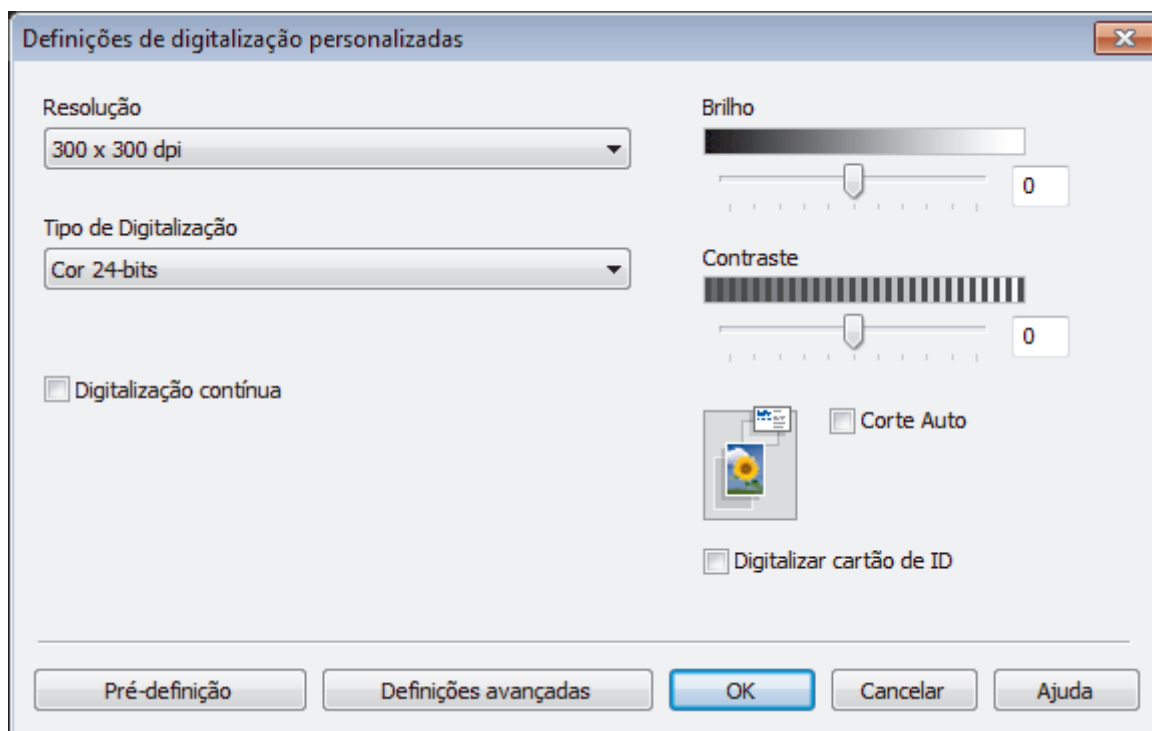 Definições de digitalização personalizadas
Resolução
300 x 300 dpi
Tipo de Digitalização
Cor 24-bits
Digitalização contínua
Brilho
0
Contraste
0
Corte Auto
Digitalizar cartão de ID
Pré-definição
Definições avançadas
OK
Cancelar
Ajuda